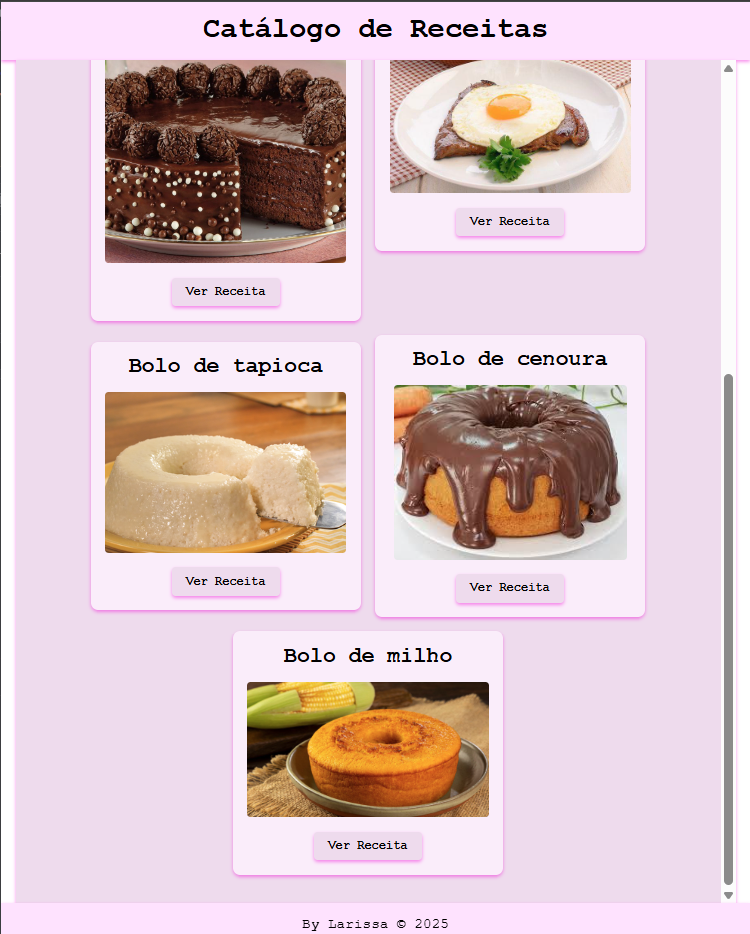 Catálogo de Receitas
Ver Receita
Ver Receita
Bolo de tapioca
Ver Receita
Bolo de cenoura
Ver Receita
Bolo de milho
Ver Receita
By Larissa © 2025